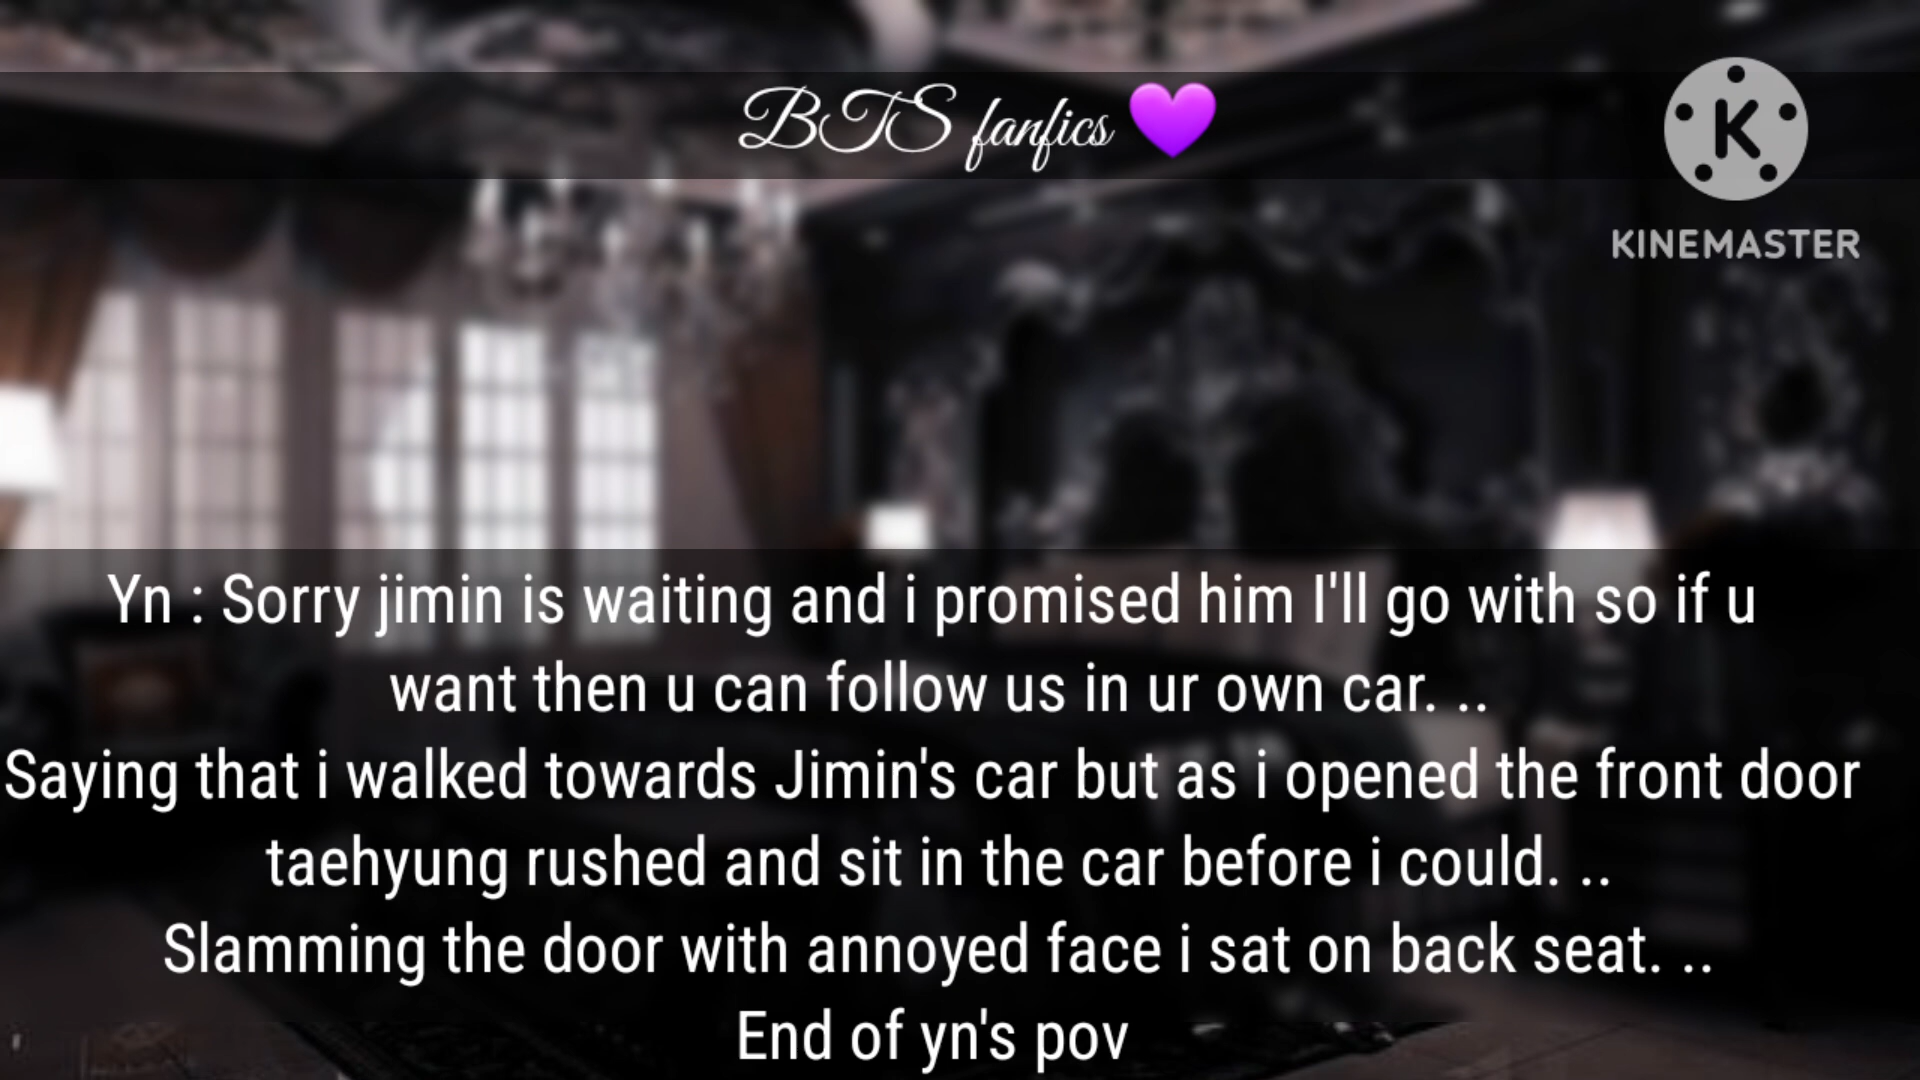 BTS fanfics 💜
K
KINEMASTER
Yn : Sorry jimin is waiting and i promised him I'll go with so if u
want then u can follow us in ur own car. ..
Saying that i walked towards Jimin's car but as i opened the front door
taehyung rushed and sit in the car before i could. ..
Slamming the door with annoyed face i sat on back seat. ..
End of yn's pov